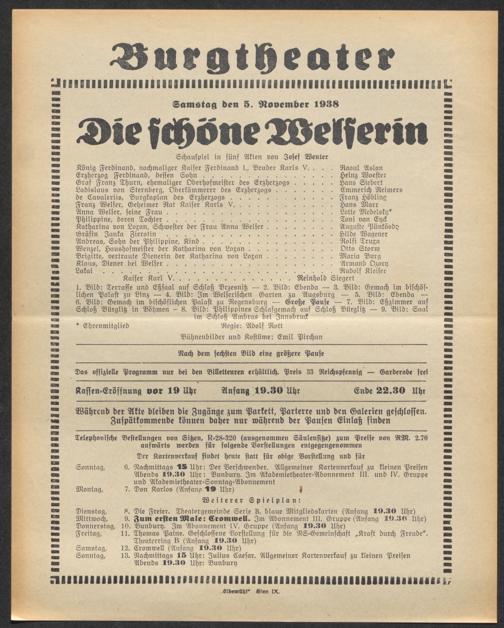 Burgtheater
Samstag den 5. November 1938
Die schöne Welserin
Schauspiel in fünf Akten von Josef Wenter
König Ferdinand, nachmaliger Kaiser Ferdinand I., Bruder Karls V. . . . Raoul Aslan
Erzherzog Ferdinand, dessen Sohn . . . Heinz Woester
Graf Franz Thurn, ehemaliger Oberhofmeister des Erzherzogs . . . Hans Siebert
Ladislaus von Sternberg, Oberkämmerer des Erzherzogs . . . Emmerich Reimers
de Cavaleriis, Burgkaplan des Erzherzogs . . . Franz Höbling
Franz Welser, Geheimer Rat Kaiser Karls V. . . . Hans Marr
Anna Welser, seine Frau . . . Lotte Medelsky*
Philippine, deren Tochter . . . Toni van Eyck
Katharina von Loxan, Schwester der Frau Anna Welser . . . Auguste Pünkösdy
Gräfin Janka Fierotin . . . Hilde Wagener
Andreas, Sohn der Philippine, Kind . . . Rolfi Truxa
Wenzel, Haushofmeister der Katharina von Loxan . . . Otto Storm
Brigitte, vertraute Dienerin der Katharina von Loxan . . . Maria Burg
Klaus, Diener bei Welser . . . Armand Ozory
Lakai . . . Rudolf Kleiser
Kaiser Karl V. . . . Reinhold Siegert
1. Bild: Terrasse und Eßsaal auf Schloß Brzesnitz — 2. Bild: Ebenda — 3. Bild: Gemach im bischöf-
lichen Palast zu Linz — 4. Bild: Im Welserischen Garten zu Augsburg — 5. Bild: Ebenda —
6. Bild: Gemach im bischöflichen Palast zu Regensburg — Große Pause — 7. Bild: Eßzimmer auf
Schloß Bürglitz in Böhmen — 8. Bild: Philippinens Schlafgemach auf Schloß Bürglitz — 9. Bild: Saal
im Schloß Ambras bei Innsbruck
* Ehrenmitglied Regie: Adolf Rott
Bühnenbilder und Kostüme: Emil Pirchan
Nach dem sechsten Bild eine größere Pause
Das offizielle Programm nur bei den Billettenren erhältlich. Preis 33 Reichspfennig — Garderobe frei
Kassen-Eröffnung vor 19 Uhr Anfang 19.30 Uhr Ende 22.30 Uhr
Während der Akte bleiben die Zugänge zum Parkett, Parterre und den Galerien geschlossen.
Zuspätkommende können daher nur während der Pausen Einlaß finden
Telephonische Bestellungen von Sitzen, R-28-320 (ausgenommen Säulensitze) zum Preise von RM. 2.70
aufwärts werden für folgende Vorstellungen entgegengenommen
Der Kartenverkauf findet heute statt für obige Vorstellung und für
Sonntag, 6. Nachmittags 15 Uhr: Der Verschwender. Allgemeiner Kartenverkauf zu kleinen Preisen
Abends 19.30 Uhr: Bunbury. Im Akademietheater-Abonnement III. und IV. Gruppe
und Akademietheater-Sonntag-Abonnement
Montag, 7. Don Karlos (Anfang 19 Uhr)
Weiterer Spielplan:
Dienstag, 8. Die Freier. Theatergemeinde Serie B, blaue Mitgliedskarten (Anfang 19.30 Uhr)
Mittwoch, 9. Zum ersten Male: Cromwell. Im Abonnement III. Gruppe (Anfang 19.30 Uhr)
Donnerstag, 10. Bunbury. Im Abonnement IV. Gruppe (Anfang 19.30 Uhr)
Freitag, 11. Thomas Paine. Geschlossene Vorstellung für die NS-Gemeinschaft „Kraft durch Freude".
Theaterring B (Anfang 19.30 Uhr)
Samstag, 12. Cromwell (Anfang 19.30 Uhr)
Sonntag, 13. Nachmittags 15 Uhr: Julius Caesar. Allgemeiner Kartenverkauf zu kleinen Preisen
Abends 19.30 Uhr: Bunbury
„Elbemühl" Wien IX.